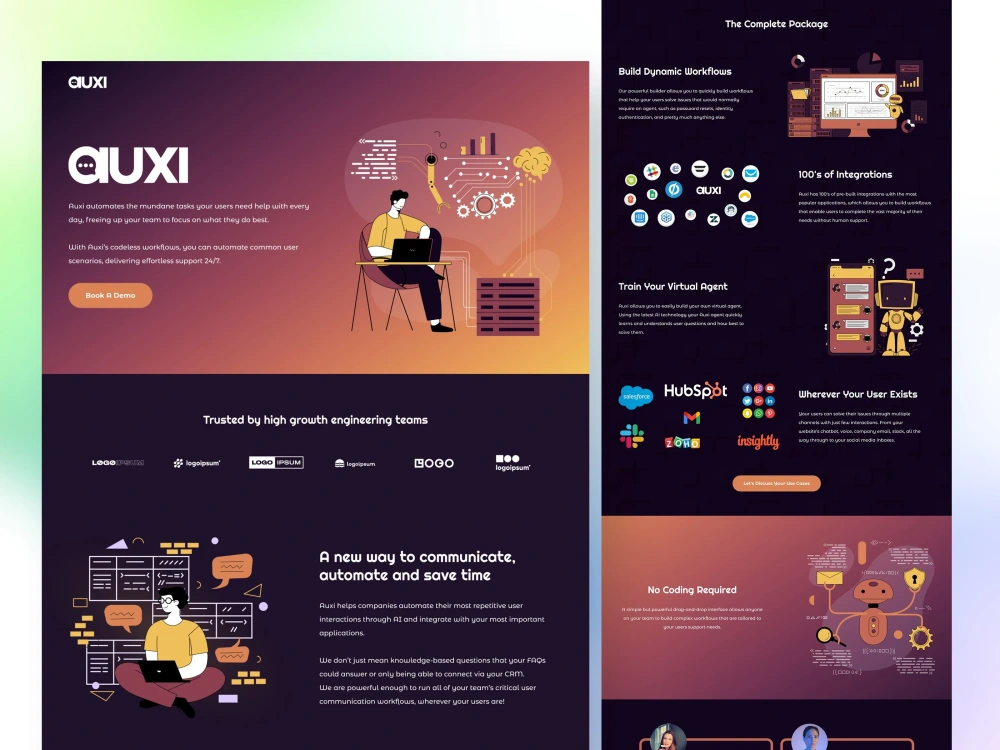 auxi
auxi
Auxi automates the mundane tasks your users need help with every
day, freeing up your team to focus on what they do best.
With Auxi's codeless workflows, you can automate common user
scenarios, delivering effortless support 24/7.
Book A Demo
Trusted by high growth engineering teams
LOGOIPSUM
logoipsum'
LOGO IPSUM
logoipsum
LOGO
logoipsum'
A new way to communicate,
automate and save time
Auxi helps companies automate their most repetitive user
interactions through AI and integrate with your most important
applications.
We don't just mean knowledge-based questions that your FAQs
could answer or only being able to connect via your CRM.
We are powerful enough to run all of your team's critical user
communication workflows, wherever your users are!
The Complete Package
Build Dynamic Workflows
Our powerful builder allows you to quickly build workflows
that help your users solve issues that would normally
require an agent, such as password resets, identity
authentication, and pretty much anything else.
auxi
100's of Integrations
Auxi has 100's of pre-built integrations with the most
popular applications, which allows you to build workflows
that enable users to complete the vast majority of their
needs without human support.
Train Your Virtual Agent
Auxi allows you to easily build your own virtual agent.
Using the latest AI technology your Auxi agent quickly
learns and understands user questions and how best to
solve them.
?
salesforce
HubSpot
ZOHO
insightly
Wherever Your User Exists
Your users can solve their issues through multiple
channels with just few interactions. From your
website's chatbot, voice, company email, slack, all the
way through to your social media inboxes.
Let's Discuss Your Use Cases
No Coding Required
A simple but powerful drag-and-drop interface allows anyone
on your team to build complex workflows that are tailored to
your users support needs.